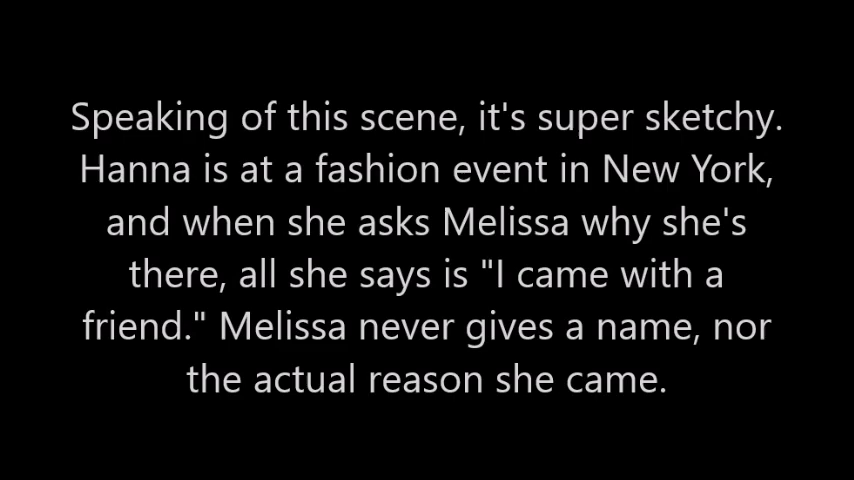 Speaking of this scene, it's super sketchy.
Hanna is at a fashion event in New York,
and when she asks Melissa why she's
there, all she says is "I came with a
friend." Melissa never gives a name, nor
the actual reason she came.